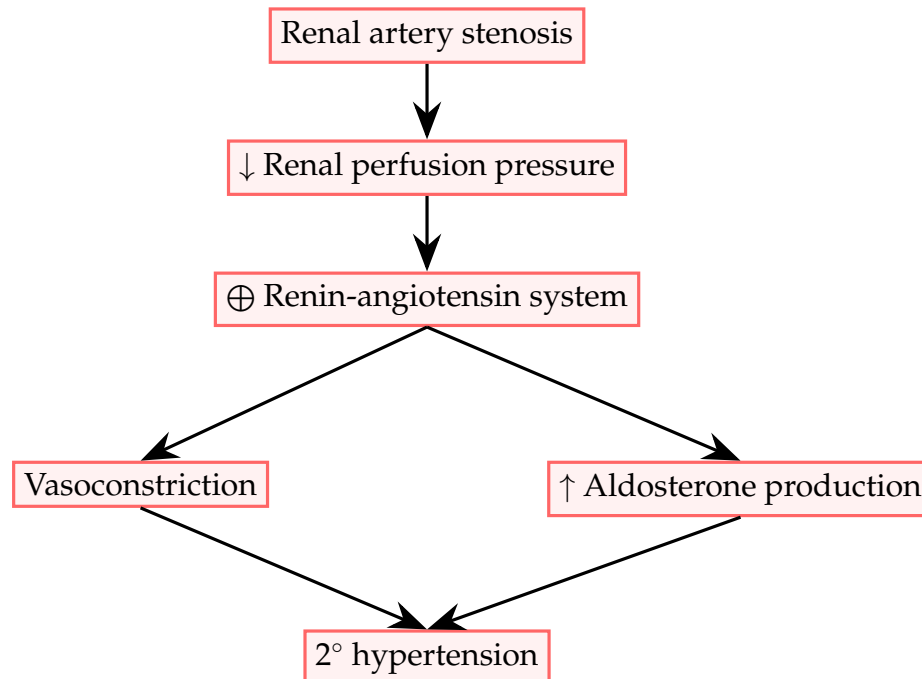 Renal artery stenosis
↓ Renal perfusion pressure
⊕ Renin-angiotensin system
Vasoconstriction
↑ Aldosterone production
2° hypertension